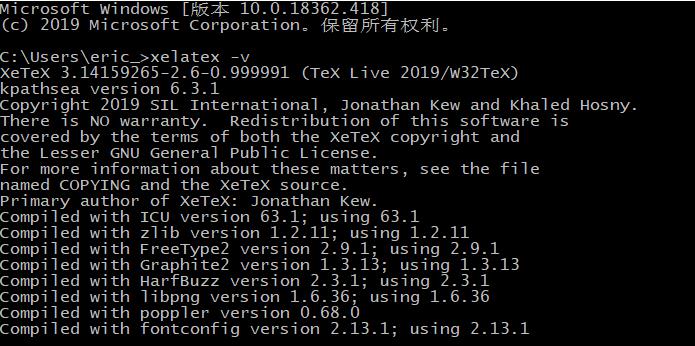 Microsoft Windows [版本 10.0.18362.418]
(c) 2019 Microsoft Corporation。保留所有权利。
C:\Users\eric_>xelatex -v
XeTeX 3.14159265-2.6-0.999991 (TeX Live 2019/W32TeX)
kpathsea version 6.3.1
Copyright 2019 SIL International, Jonathan Kew and Khaled Hosny.
There is NO warranty.  Redistribution of this software is
covered by the terms of both the XeTeX copyright and
the Lesser GNU General Public License.
For more information about these matters, see the file
named COPYING and the XeTeX source.
Primary author of XeTeX: Jonathan Kew.
Compiled with ICU version 63.1; using 63.1
Compiled with zlib version 1.2.11; using 1.2.11
Compiled with FreeType2 version 2.9.1; using 2.9.1
Compiled with Graphite2 version 1.3.13; using 1.3.13
Compiled with HarfBuzz version 2.3.1; using 2.3.1
Compiled with libpng version 1.6.36; using 1.6.36
Compiled with poppler version 0.68.0
Compiled with fontconfig version 2.13.1; using 2.13.1